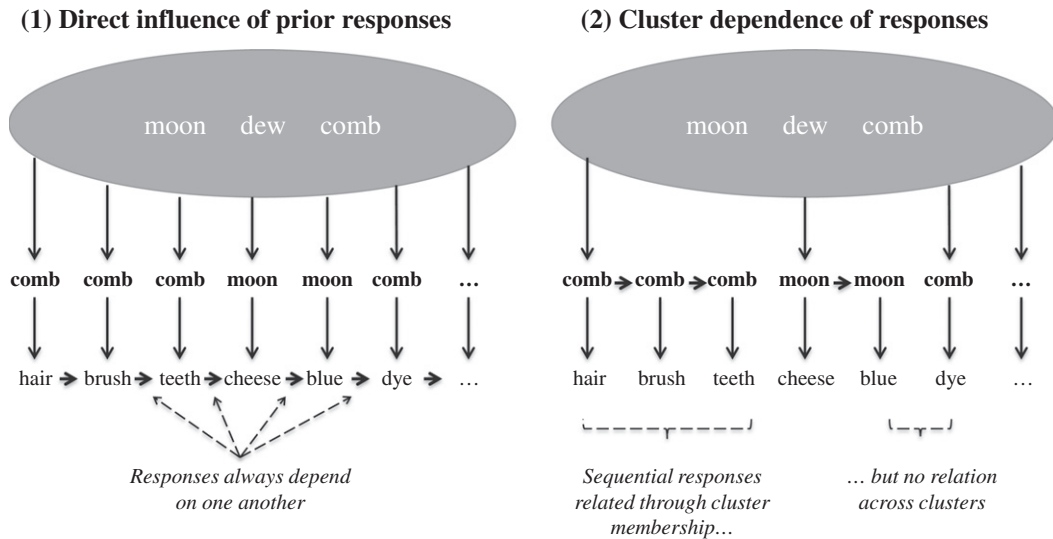 (1) Direct influence of prior responses
moon dew comb
comb comb comb moon moon comb ...
hair brush teeth cheese blue dye ...
Responses always depend
on one another
(2) Cluster dependence of responses
moon dew comb
comb comb comb moon moon comb ...
hair brush teeth cheese blue dye ...
Sequential responses
related through cluster
membership...
... but no relation
across clusters